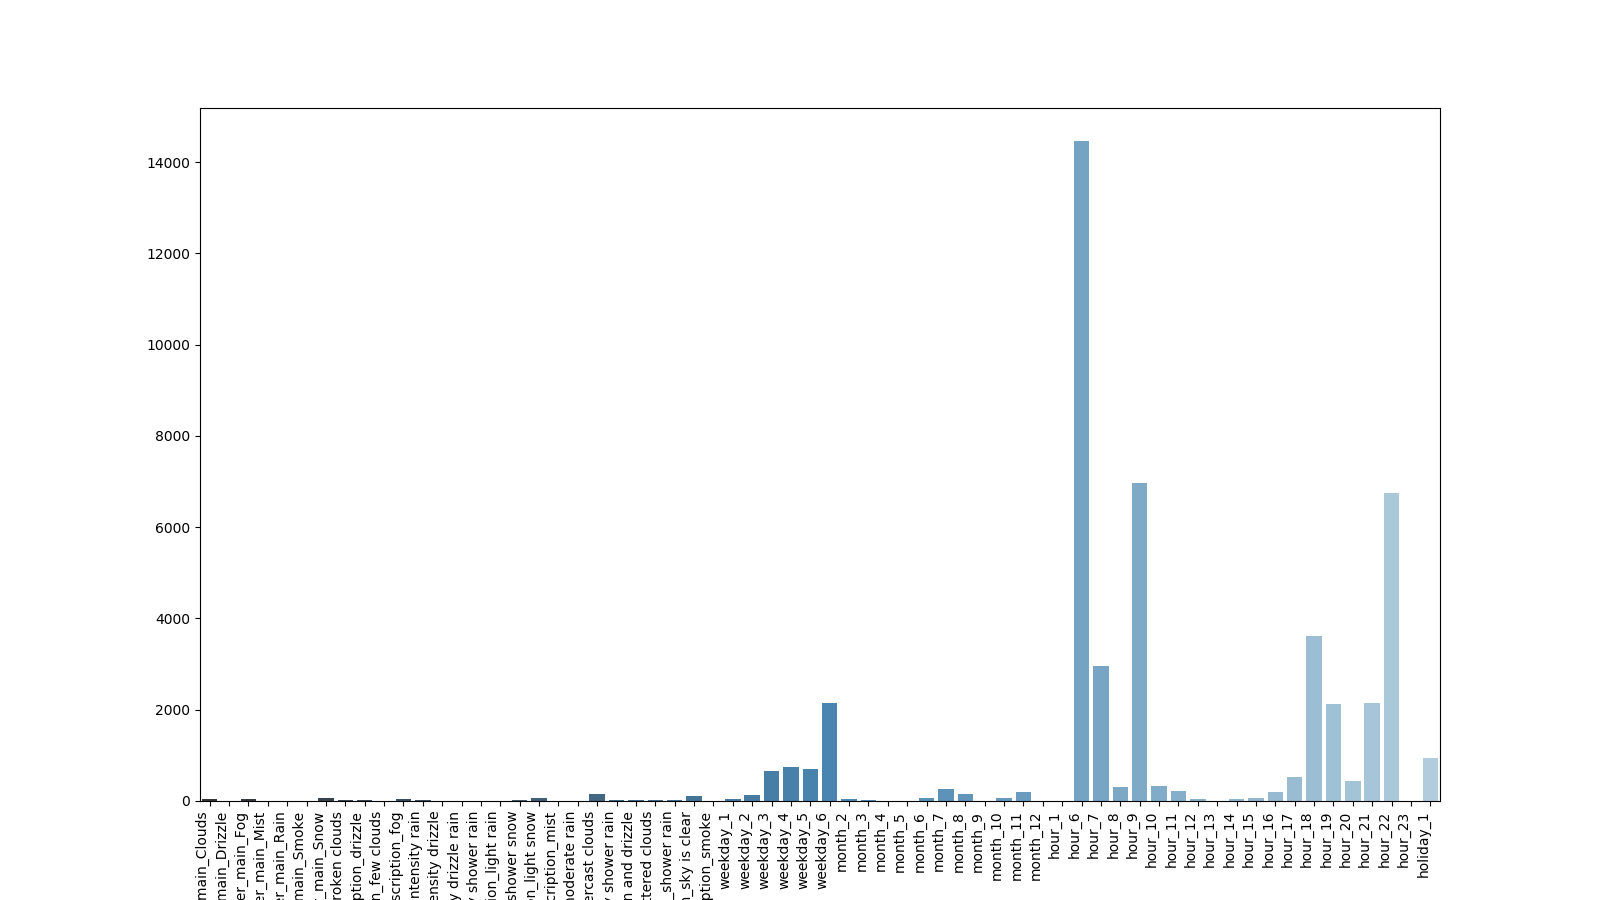 14000
12000
10000
8000
6000
4000
2000
0
main_Clouds
main_Drizzle
er_main_Fog
er_main_Mist
er_main_Rain
main_Smoke
r_main_Snow
roken clouds
ption_drizzle
n_few clouds
scription_fog
ntensity rain
ensity drizzle
y drizzle rain
y shower rain
ion_light rain
shower snow
on_light snow
cription_mist
moderate rain
ercast clouds
y shower rain
n and drizzle
ttered clouds
_shower rain
n_sky is clear
ption_smoke
weekday_1
weekday_2
weekday_3
weekday_4
weekday_5
weekday_6
month_2
month_3
month_4
month_5
month_6
month_7
month_8
month_9
month_10
month_11
month_12
hour_1
hour_6
hour_7
hour_8
hour_9
hour_10
hour_11
hour_12
hour_13
hour_14
hour_15
hour_16
hour_17
hour_18
hour_19
hour_20
hour_21
hour_22
hour_23
holiday_1